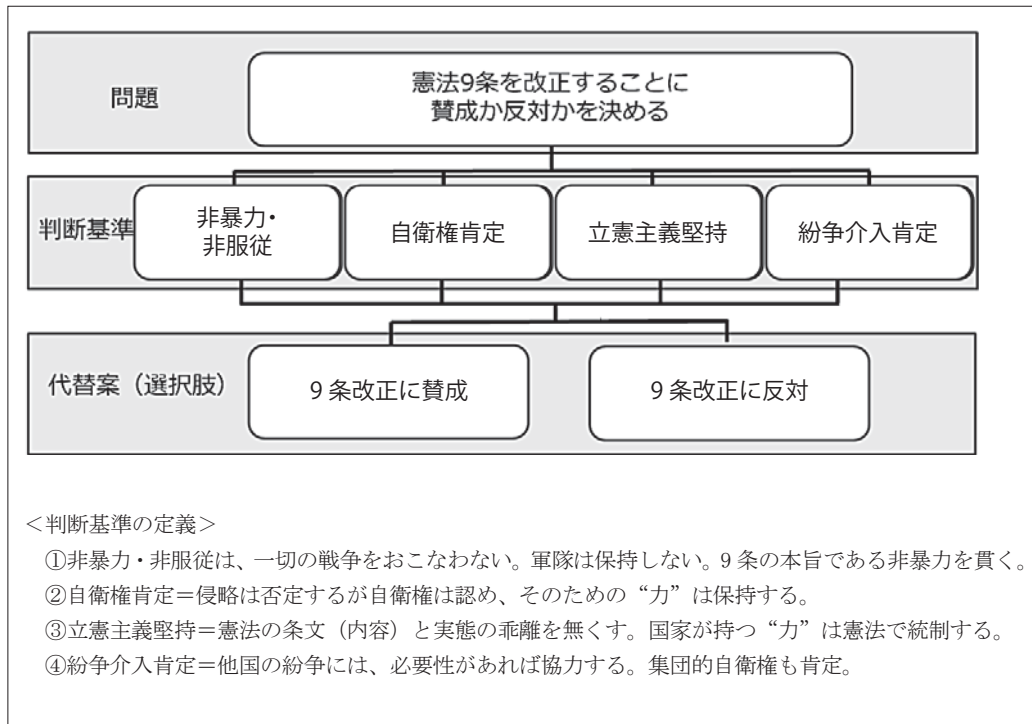 問題
憲法9条を改正することに
賛成か反対かを決める
判断基準
非暴力・
非服従
自衛権肯定
立憲主義堅持
紛争介入肯定
代替案（選択肢）
9 条改正に賛成
9 条改正に反対
＜判断基準の定義＞
①非暴力・非服従は、一切の戦争をおこなわない。軍隊は保持しない。9 条の本旨である非暴力を貫く。
②自衛権肯定＝侵略は否定するが自衛権は認め、そのための“力”は保持する。
③立憲主義堅持＝憲法の条文（内容）と実態の乖離を無くす。国家が持つ“力”は憲法で統制する。
④紛争介入肯定＝他国の紛争には、必要性があれば協力する。集団的自衛権も肯定。